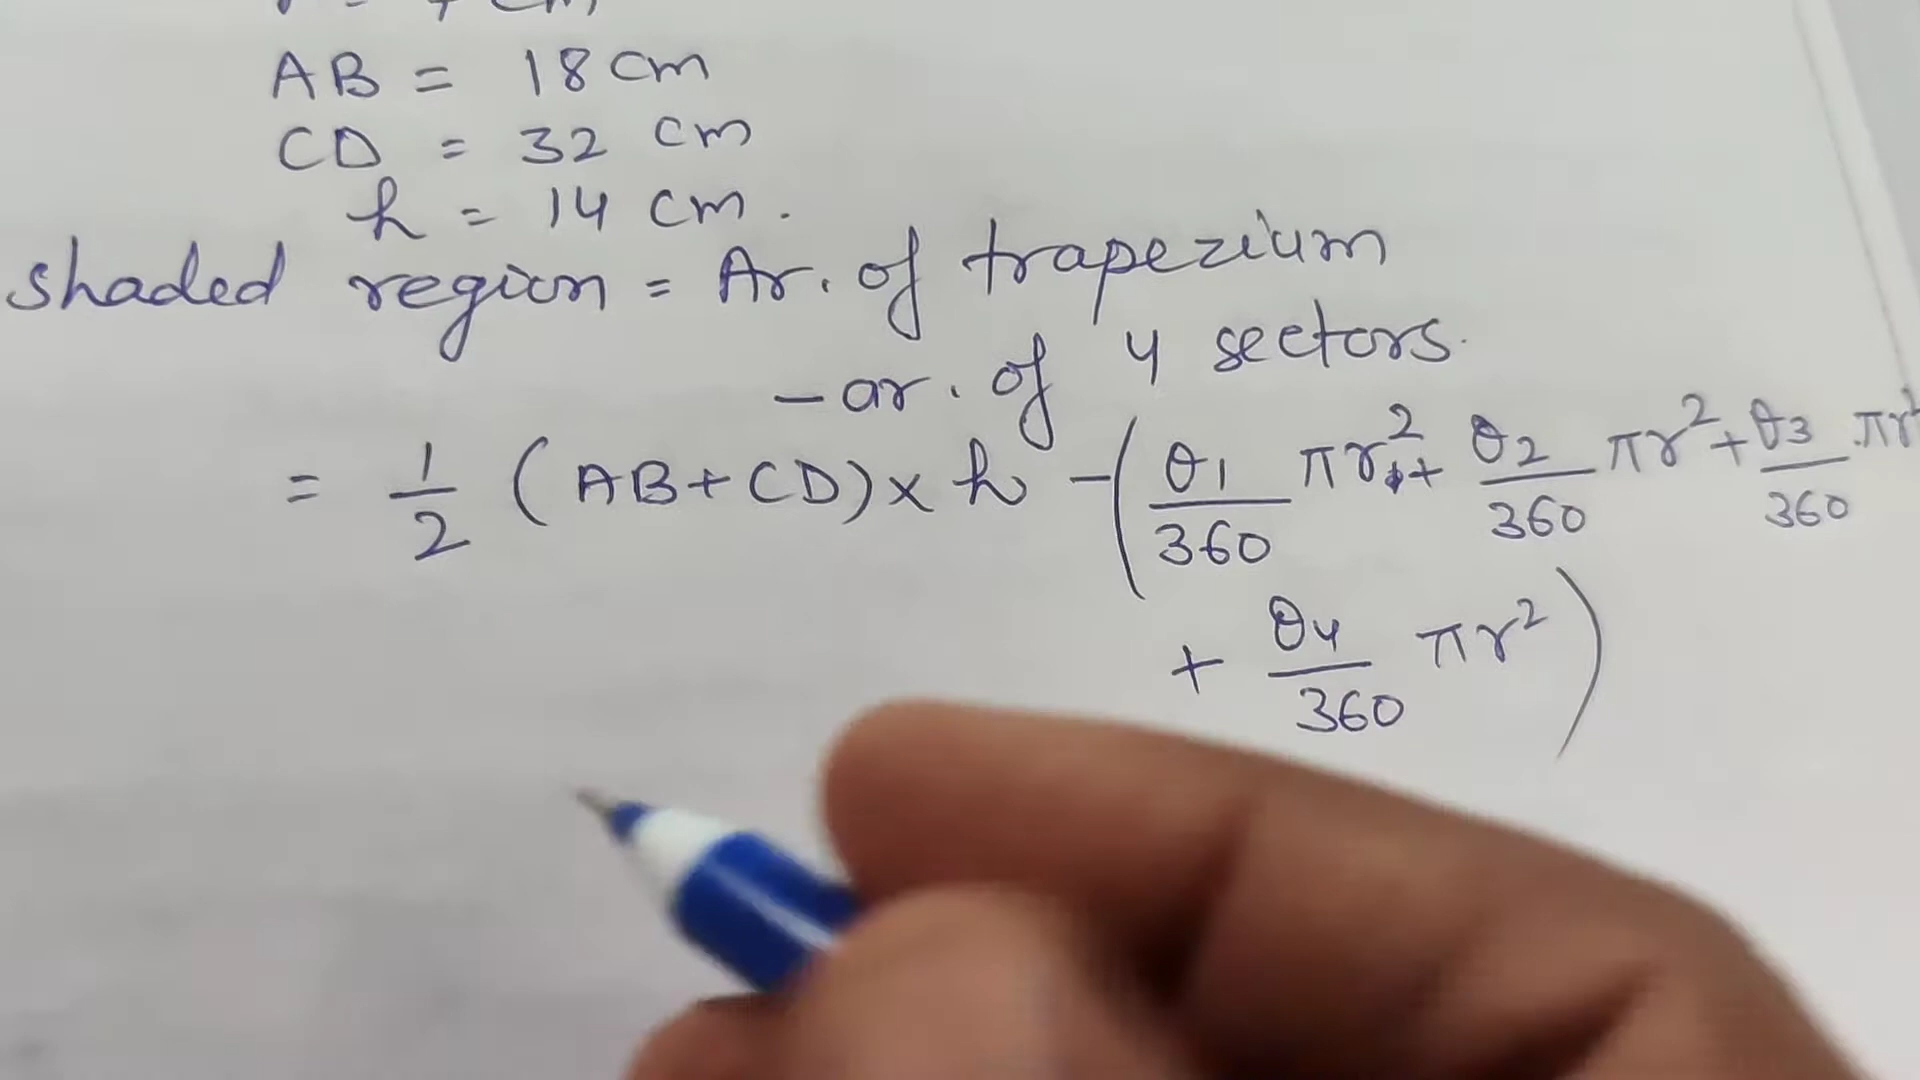 AB = 18 cm
CD = 32 cm
h = 14 cm.
shaded region = Ar. of trapezium
- ar. of 4 sectors.
= 1/2 (AB+CD) × h - (θ1/360 πr² + θ2/360 πr² + θ3/360 πr²
+ θ4/360 πr²)